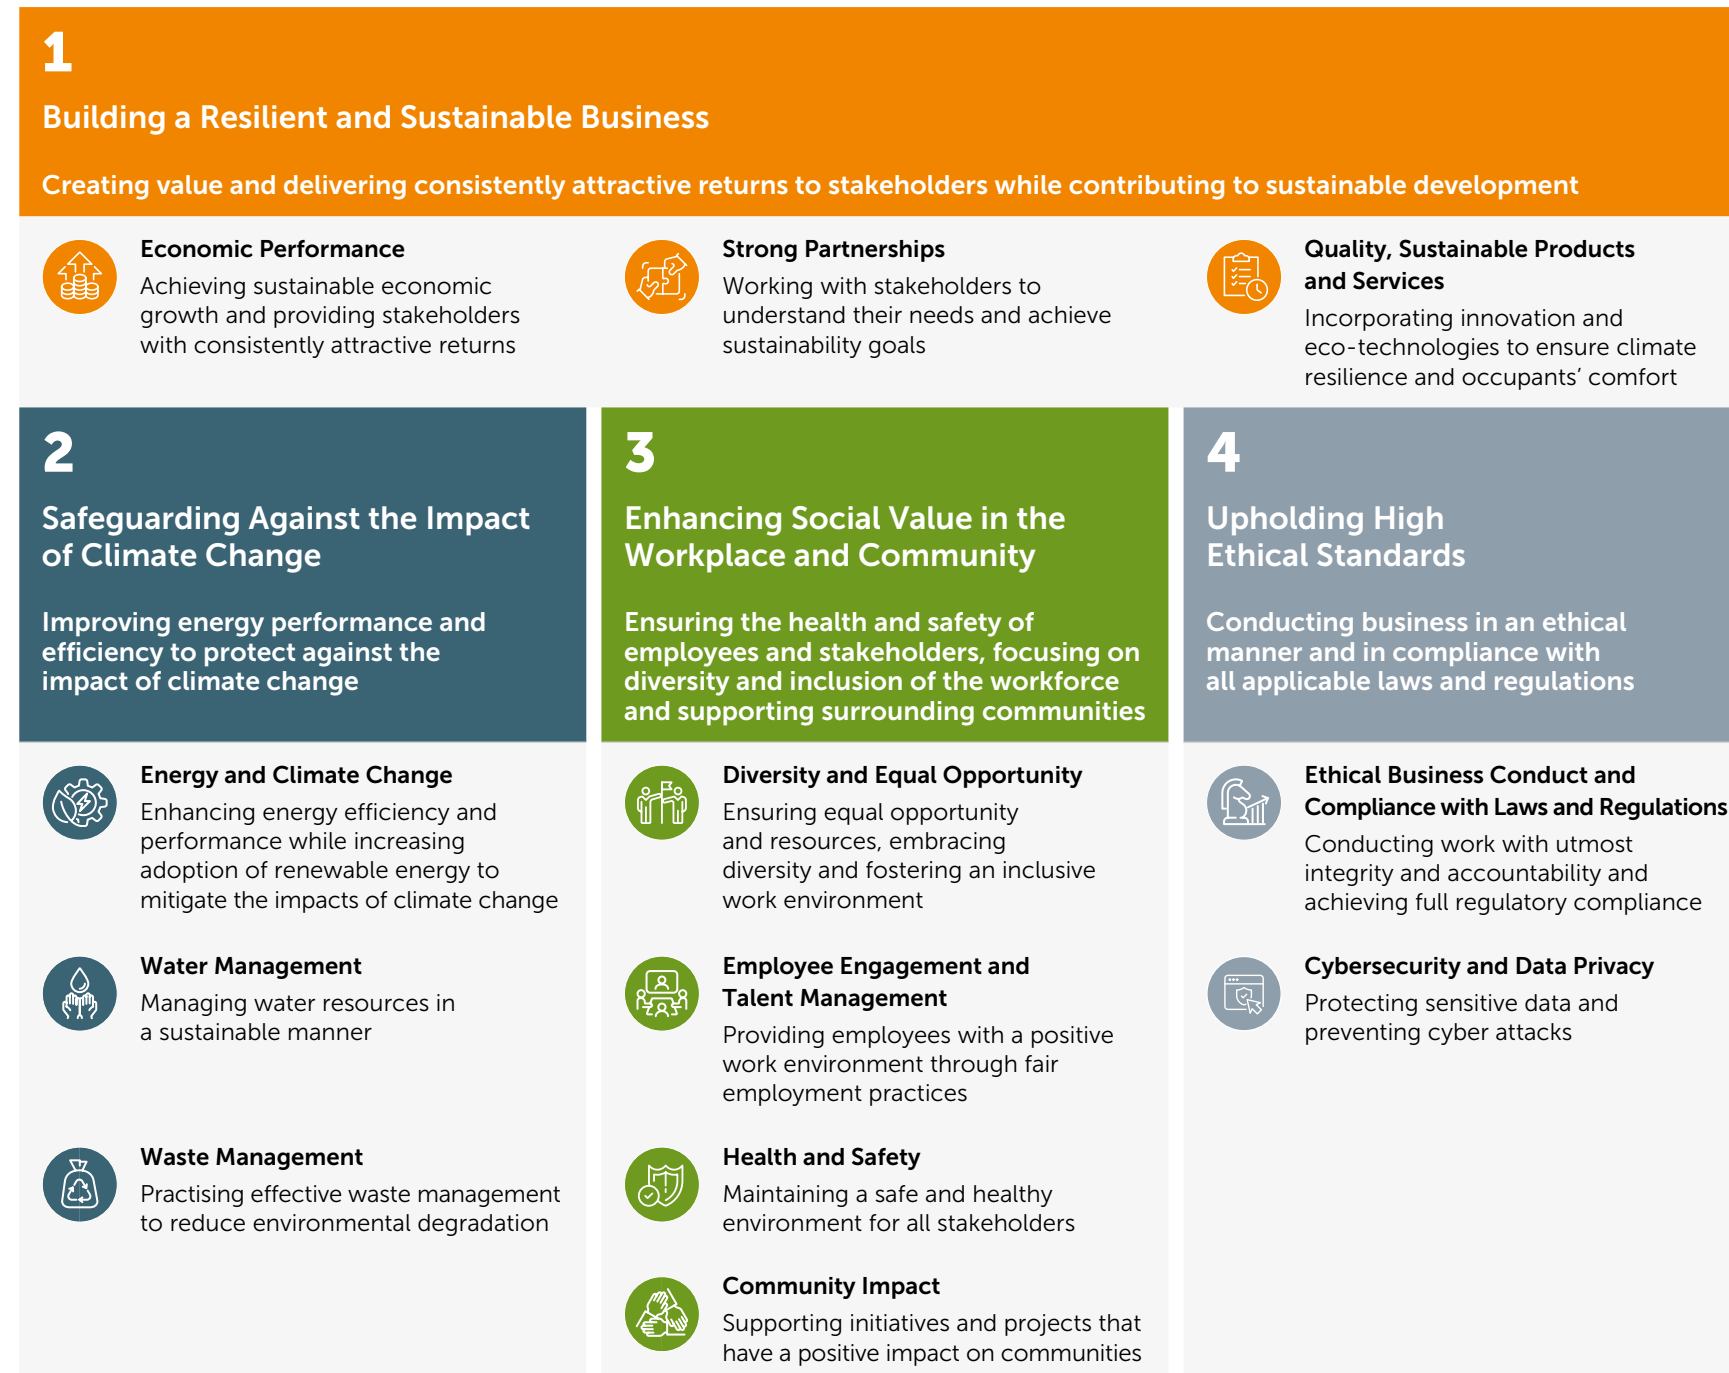 1
Building a Resilient and Sustainable Business
Creating value and delivering consistently attractive returns to stakeholders while contributing to sustainable development
Economic Performance
Achieving sustainable economic
growth and providing stakeholders
with consistently attractive returns
Strong Partnerships
Working with stakeholders to
understand their needs and achieve
sustainability goals
Quality, Sustainable Products
and Services
Incorporating innovation and
eco-technologies to ensure climate
resilience and occupants’ comfort
2
Safeguarding Against the Impact
of Climate Change
Improving energy performance and
efficiency to protect against the
impact of climate change
Energy and Climate Change
Enhancing energy efficiency and
performance while increasing
adoption of renewable energy to
mitigate the impacts of climate change
Water Management
Managing water resources in
a sustainable manner
Waste Management
Practising effective waste management
to reduce environmental degradation
3
Enhancing Social Value in the
Workplace and Community
Ensuring the health and safety of
employees and stakeholders, focusing on
diversity and inclusion of the workforce
and supporting surrounding communities
Diversity and Equal Opportunity
Ensuring equal opportunity
and resources, embracing
diversity and fostering an inclusive
work environment
Employee Engagement and
Talent Management
Providing employees with a positive
work environment through fair
employment practices
Health and Safety
Maintaining a safe and healthy
environment for all stakeholders
Community Impact
Supporting initiatives and projects that
have a positive impact on communities
4
Upholding High
Ethical Standards
Conducting business in an ethical
manner and in compliance with
all applicable laws and regulations
Ethical Business Conduct and
Compliance with Laws and Regulations
Conducting work with utmost
integrity and accountability and
achieving full regulatory compliance
Cybersecurity and Data Privacy
Protecting sensitive data and
preventing cyber attacks